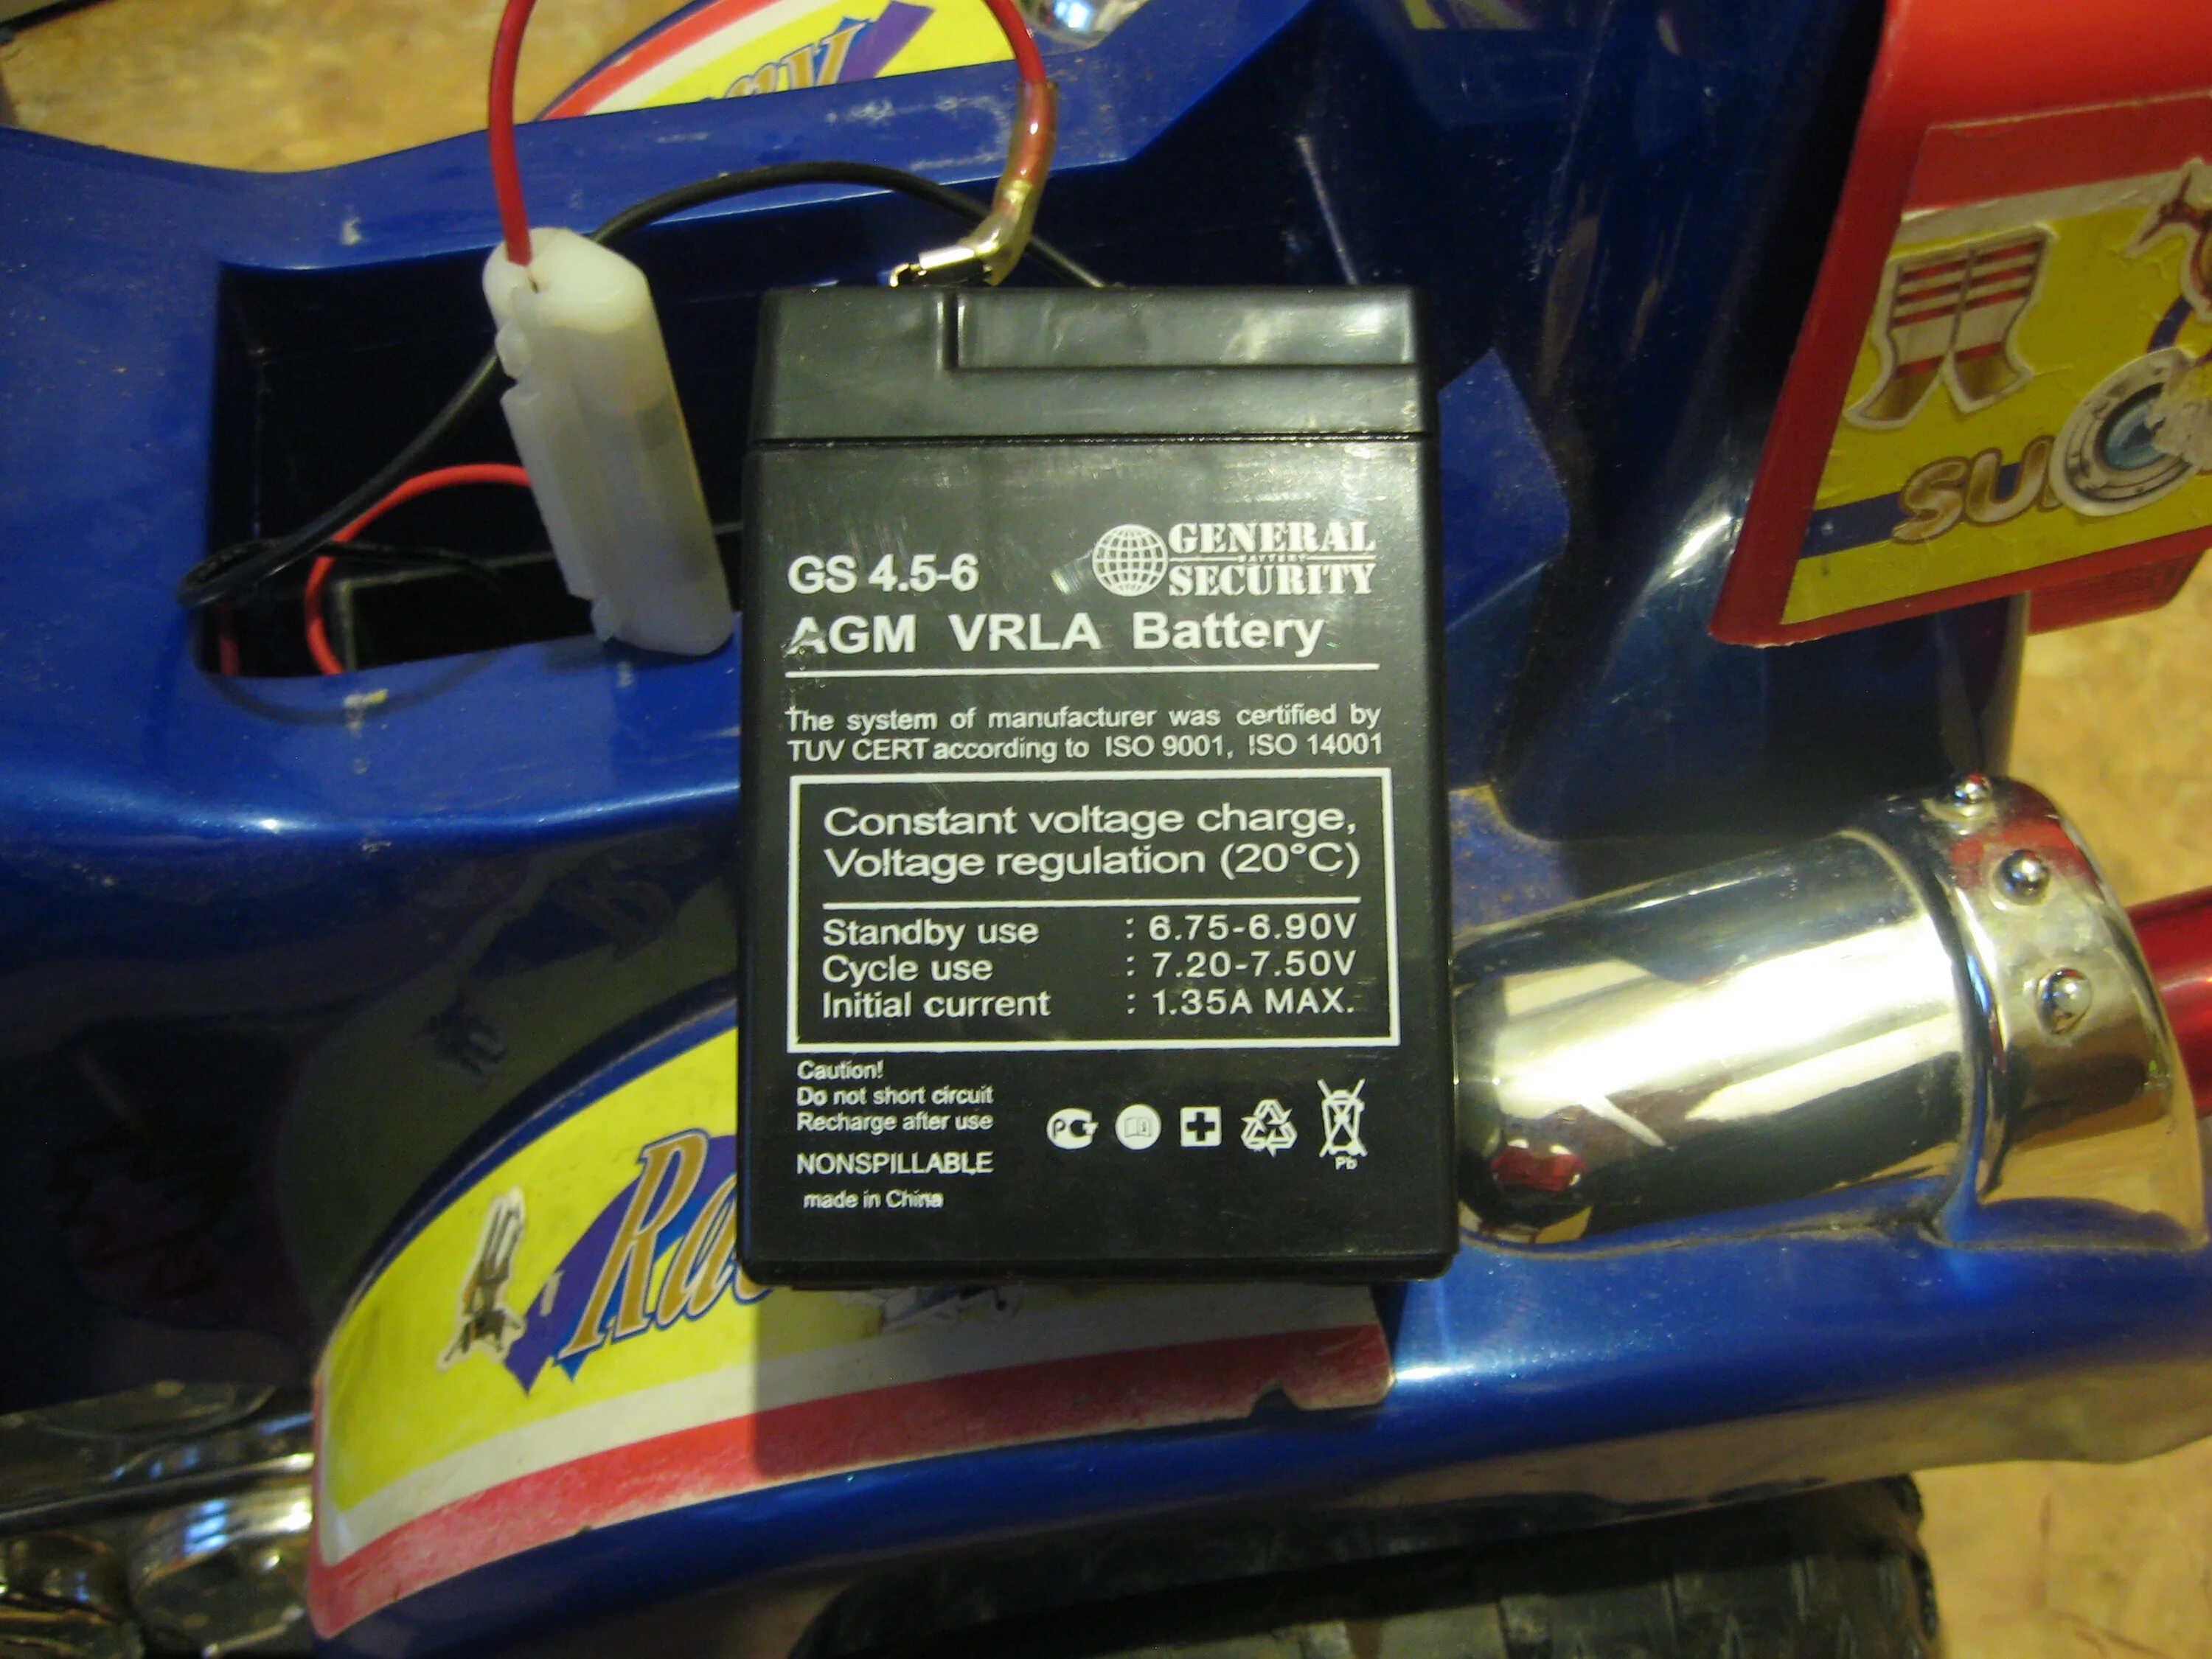 GENERAL
BATTERY
SECURITY
GS 4.5-6
AGM VRLA Battery
The system of manufacturer was certified by
TUV CERT according to ISO 9001, ISO 14001
Constant voltage charge,
Voltage regulation (20°C)
Standby use : 6.75-6.90V
Cycle use : 7.20-7.50V
Initial current : 1.35A MAX.
Caution!
Do not short circuit
Recharge after use
NONSPILLABLE
made in China
Pb